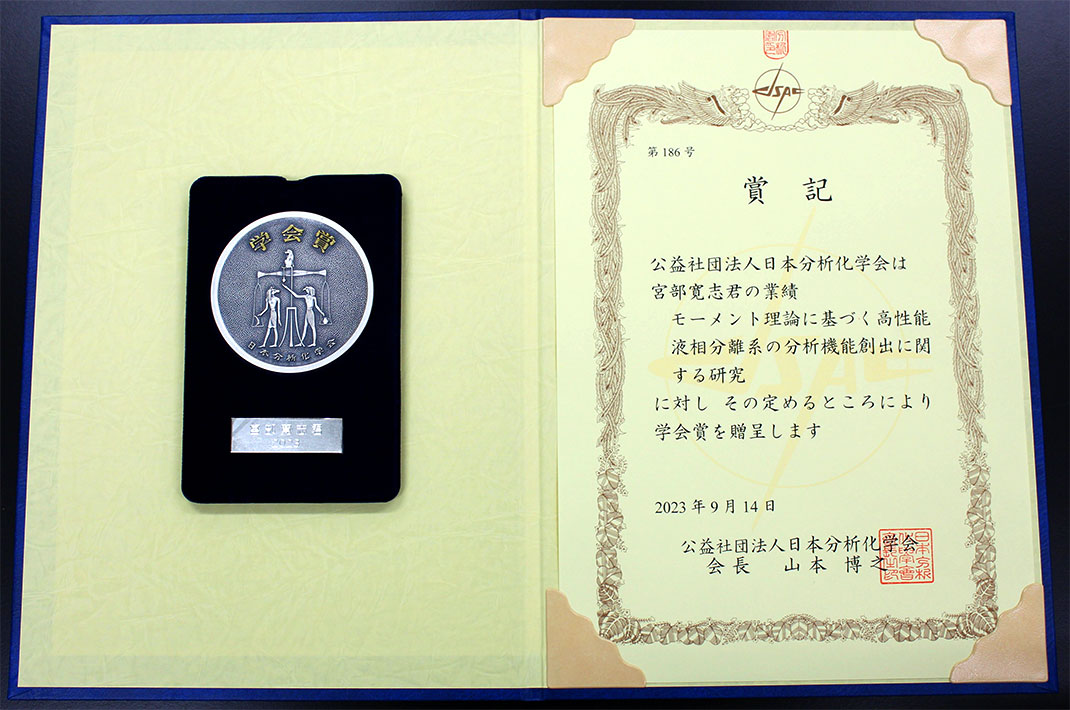 学会賞
日本分析化学会
2023
JSAC
第186号
賞記
公益社団法人日本分析化学会は
宮部寛志君の業績
モーメント理論に基づく高性能
液相分離系の分析機能創出に関
する研究
に対し その定めるところにより
学会賞を贈呈します
2023年9月14日
公益社団法人日本分析化学会
会長 山本博之